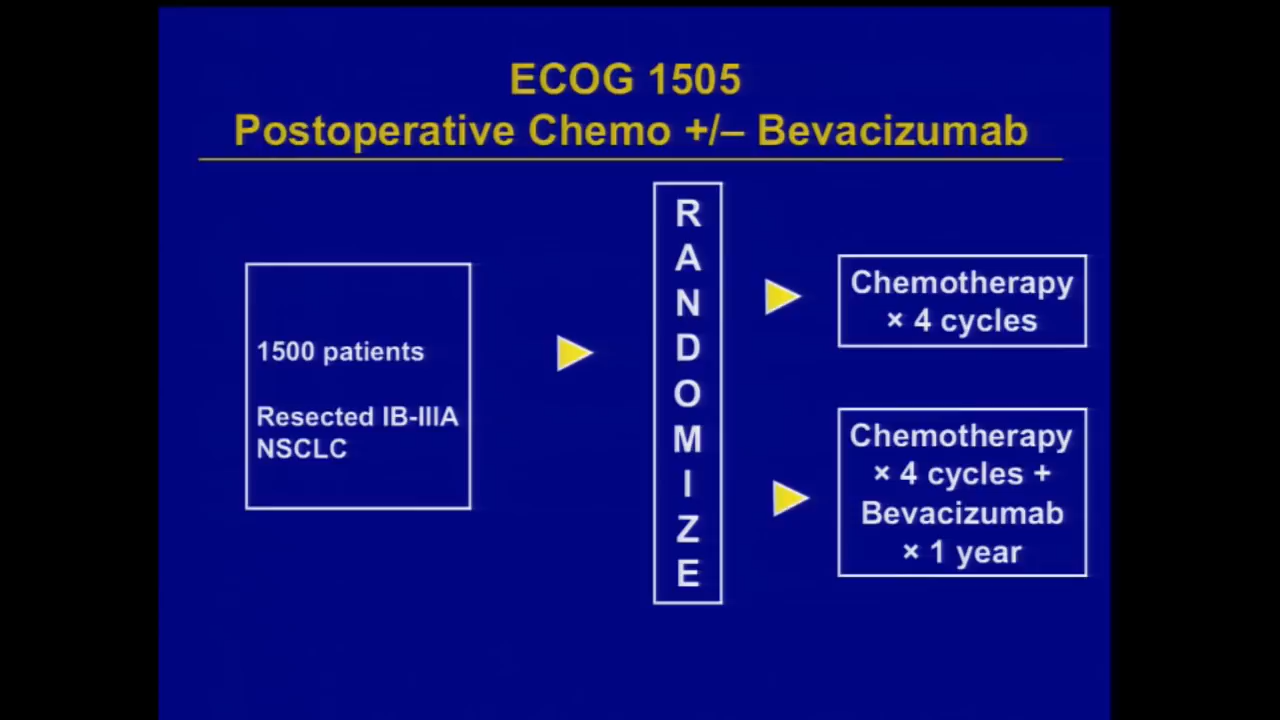 ECOG 1505
Postoperative Chemo +/– Bevacizumab
1500 patients
Resected IB-IIIA
NSCLC
R
A
N
D
O
M
I
Z
E
Chemotherapy
× 4 cycles
Chemotherapy
× 4 cycles +
Bevacizumab
× 1 year